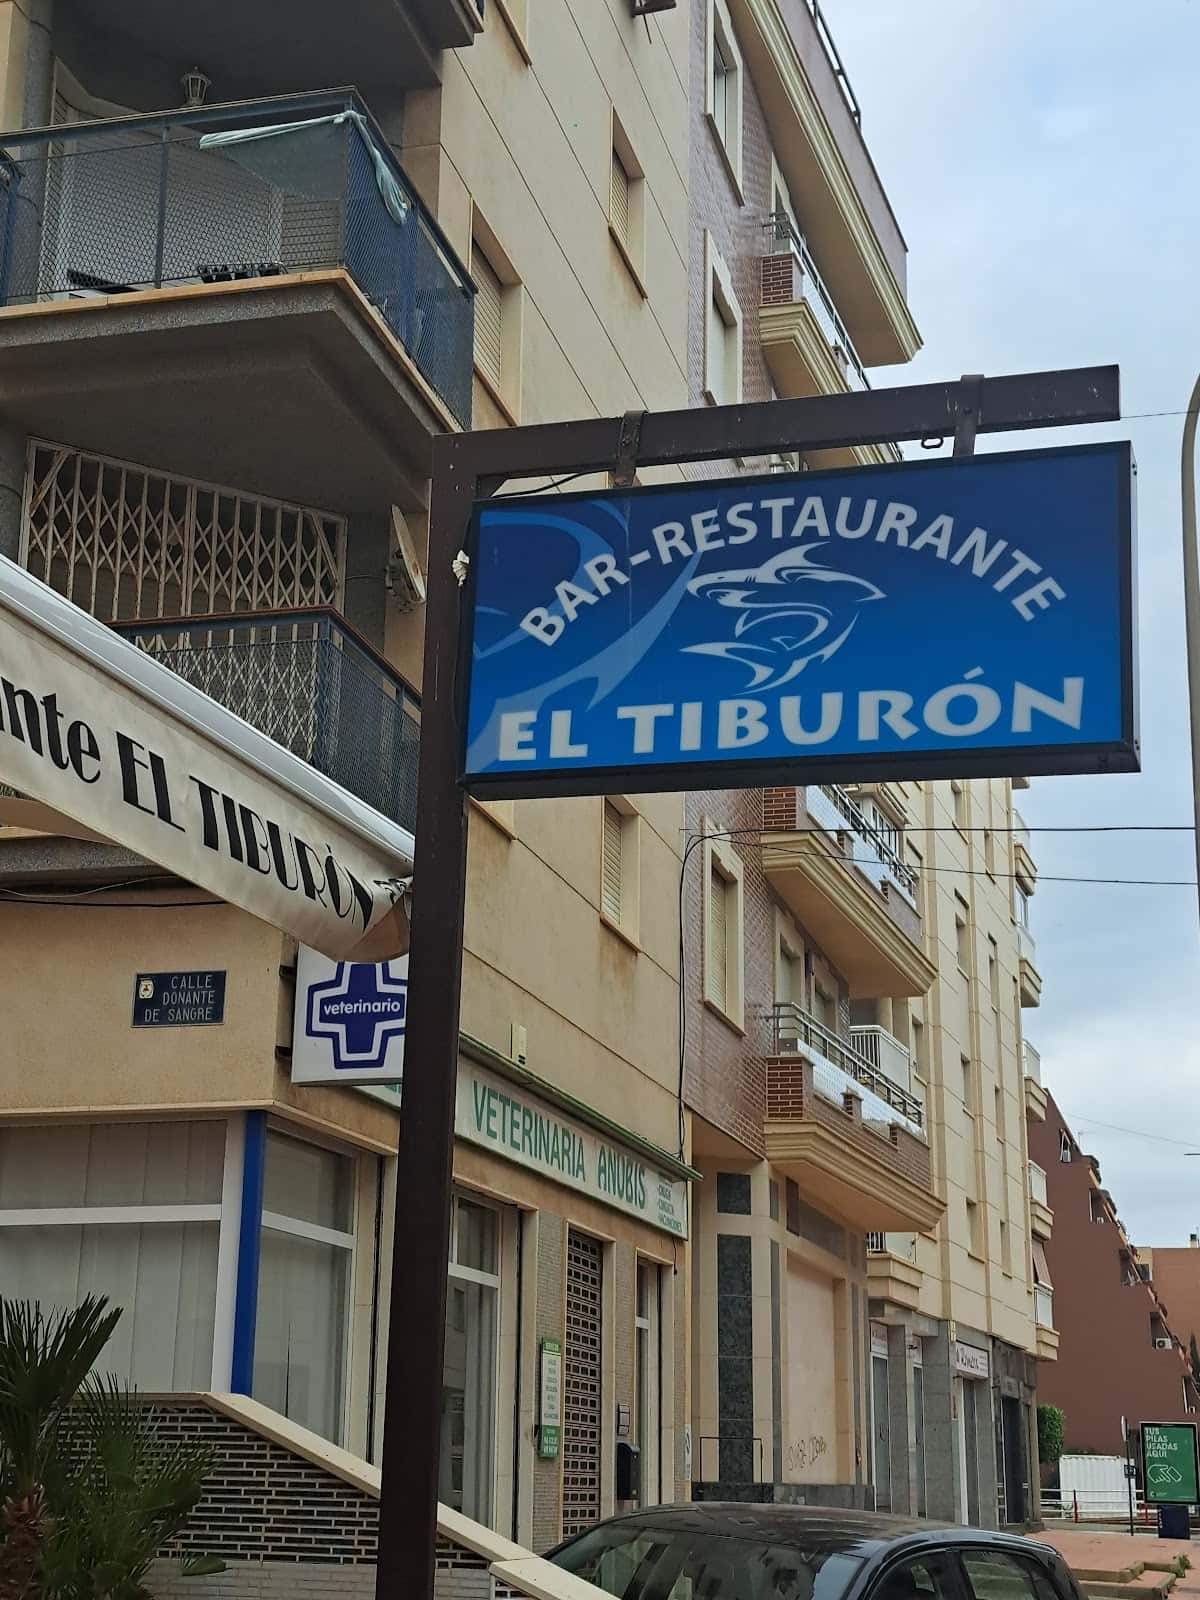 BAR-RESTAURANTE
EL TIBURÓN
nte EL TIBURÓN
CALLE
DONANTE
DE SANGRE
veterinario
VETERINARIA ANUBIS
TUS
PILAS
USADAS
AQUÍ